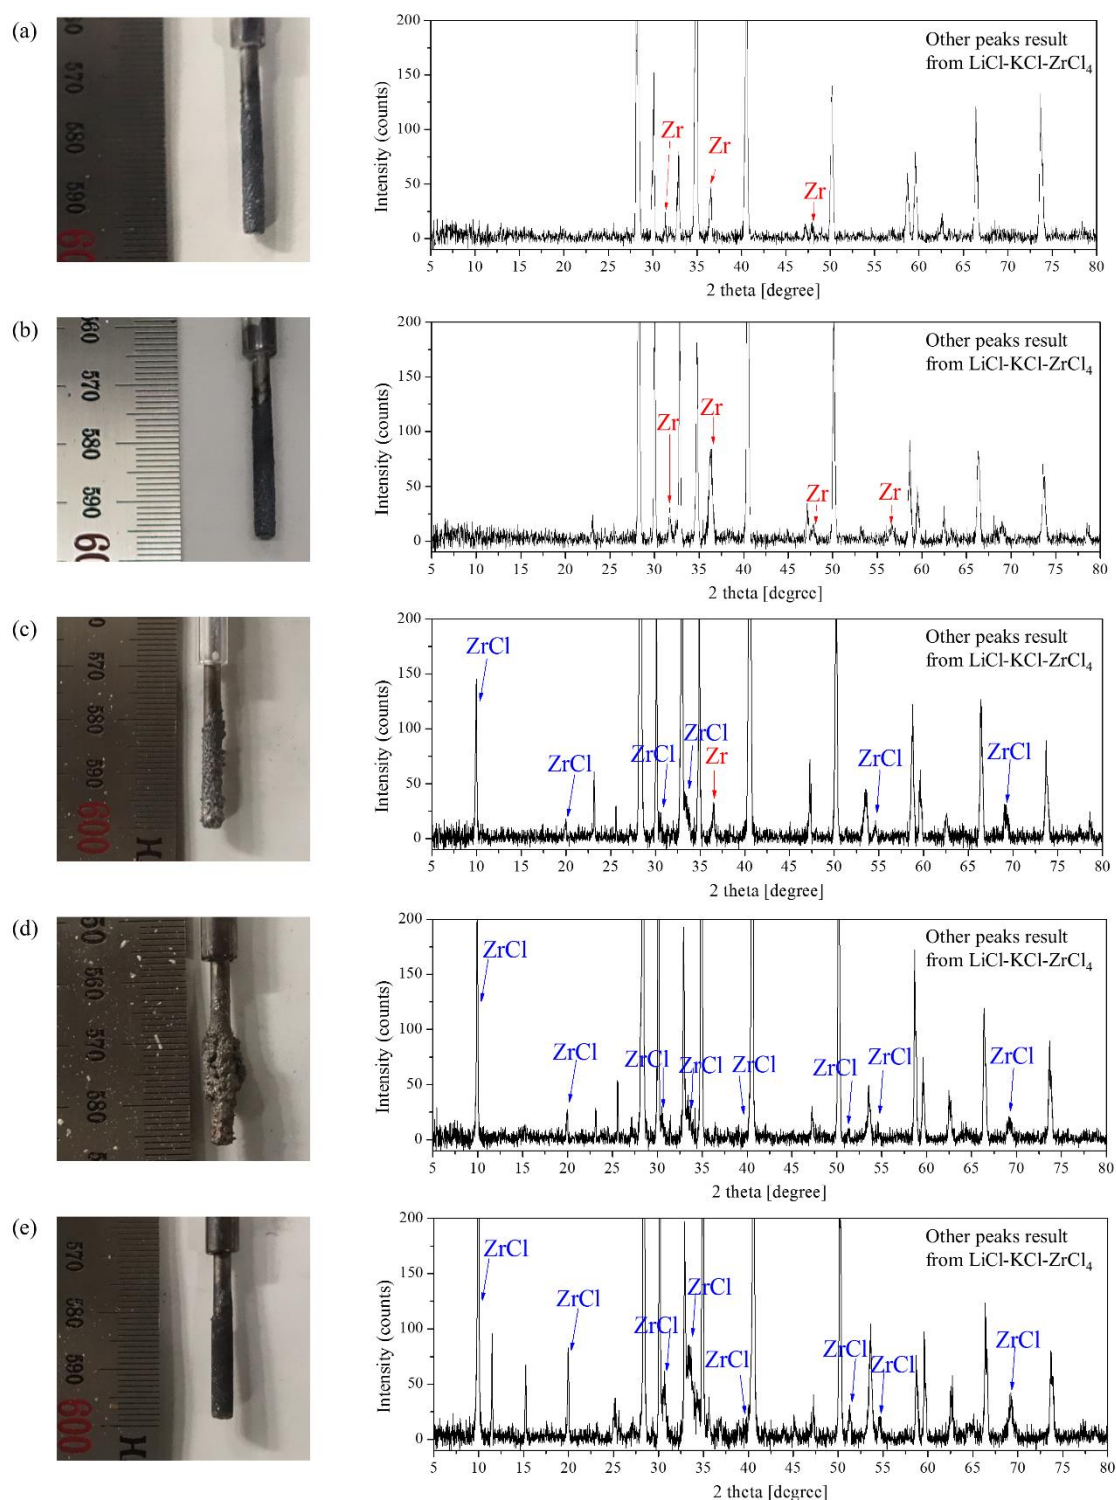 (a)
570
580
590
60
Intensity (counts)
200
150
100
50
0
Other peaks result
from LiCl-KCl-ZrCl4
Zr
Zr
Zr
5 10 15 20 25 30 35 40 45 50 55 60 65 70 75 80
2 theta [degree]
(b)
560
570
580
590
60
Intensity (counts)
200
150
100
50
0
Other peaks result
from LiCl-KCl-ZrCl4
Zr
Zr
Zr
Zr
5 10 15 20 25 30 35 40 45 50 55 60 65 70 75 80
2 theta [degree]
(c)
570
580
590
600
H
Intensity (counts)
200
150
100
50
0
Other peaks result
from LiCl-KCl-ZrCl4
ZrCl
ZrCl
ZrCl
ZrCl
Zr
ZrCl
ZrCl
5 10 15 20 25 30 35 40 45 50 55 60 65 70 75 80
2 theta [degree]
(d)
550
560
570
580
Intensity (counts)
200
150
100
50
0
Other peaks result
from LiCl-KCl-ZrCl4
ZrCl
ZrCl
ZrCl
ZrCl
ZrCl
ZrCl
ZrCl
ZrCl
5 10 15 20 25 30 35 40 45 50 55 60 65 70 75 80
2 theta [degree]
(e)
570
580
590
600
H
Intensity (counts)
200
150
100
50
0
Other peaks result
from LiCl-KCl-ZrCl4
ZrCl
ZrCl
ZrCl
ZrCl
ZrCl
ZrCl
ZrCl
ZrCl
5 10 15 20 25 30 35 40 45 50 55 60 65 70 75 80
2 theta [degree]